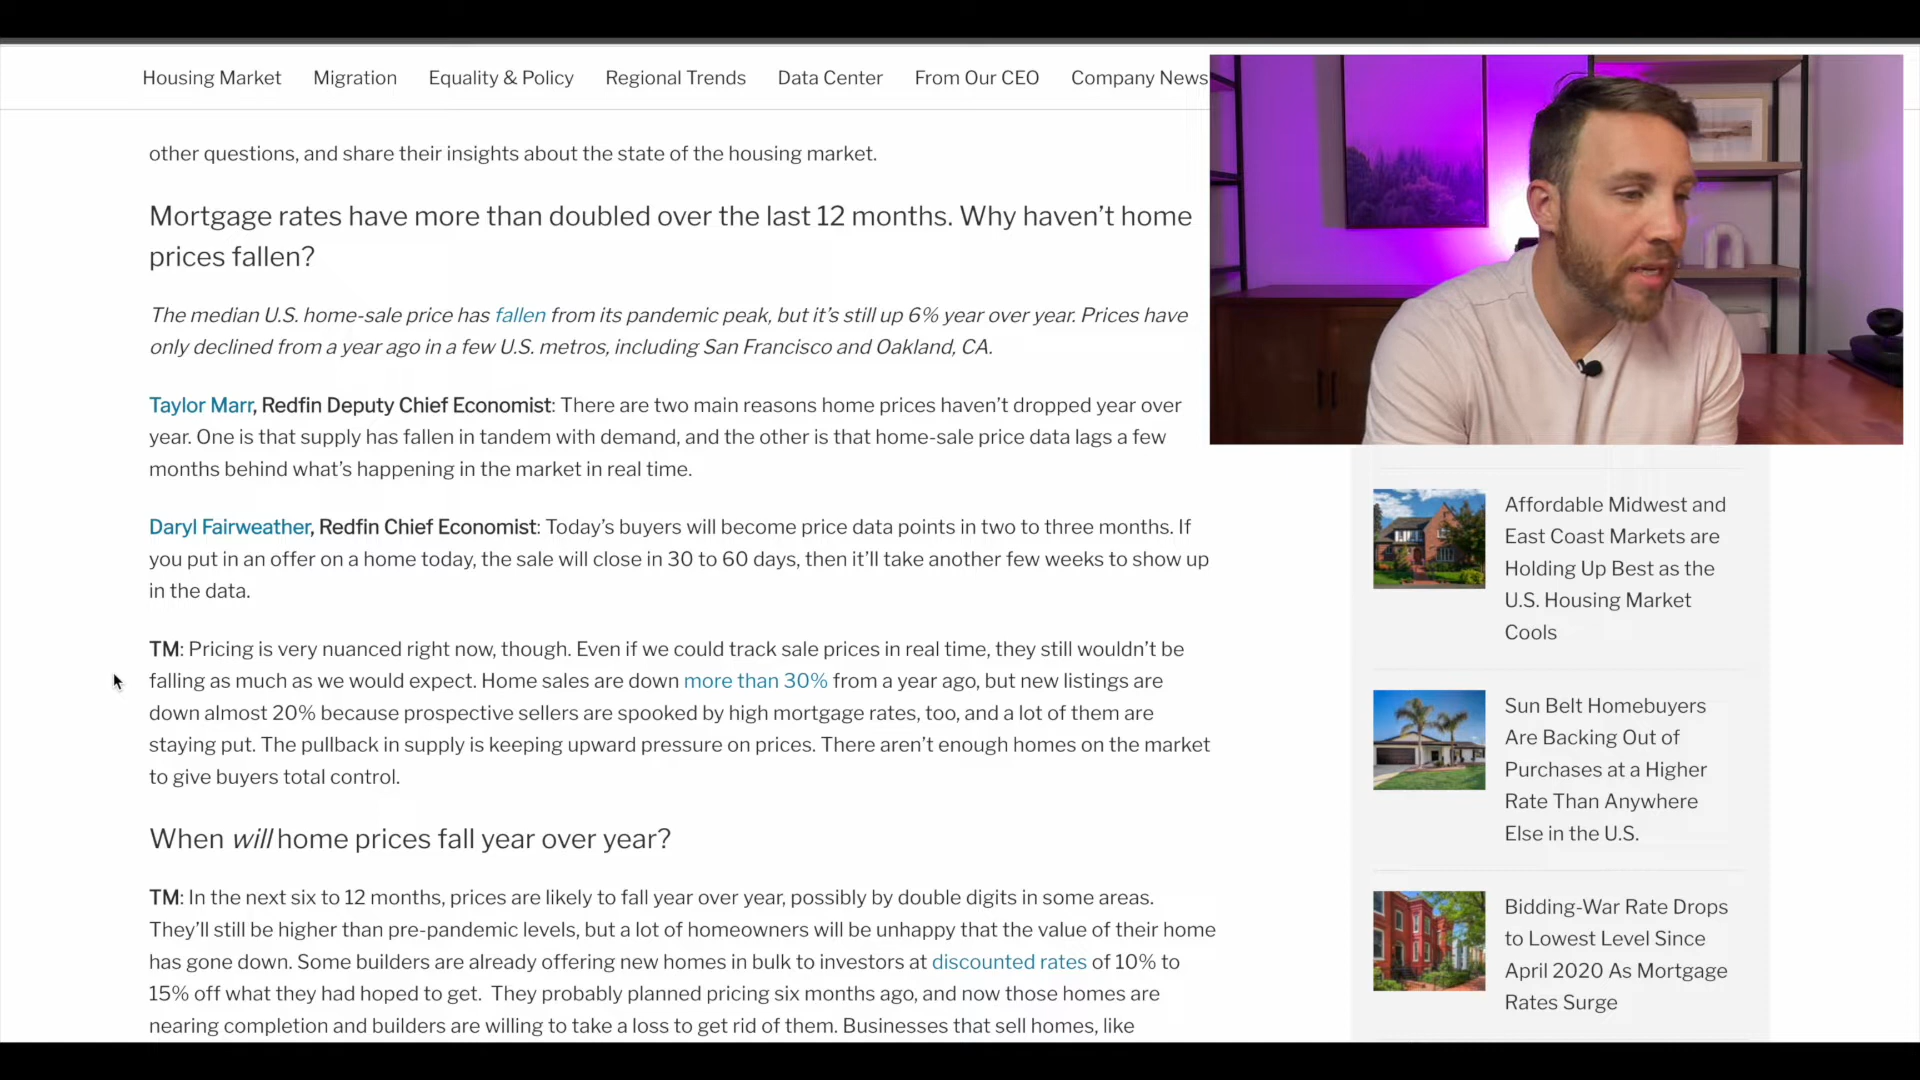 Housing Market Migration Equality & Policy Regional Trends Data Center From Our CEO Company News
other questions, and share their insights about the state of the housing market.
Mortgage rates have more than doubled over the last 12 months. Why haven’t home
prices fallen?
The median U.S. home-sale price has fallen from its pandemic peak, but it’s still up 6% year over year. Prices have
only declined from a year ago in a few U.S. metros, including San Francisco and Oakland, CA.
Taylor Marr, Redfin Deputy Chief Economist: There are two main reasons home prices haven’t dropped year over
year. One is that supply has fallen in tandem with demand, and the other is that home-sale price data lags a few
months behind what’s happening in the market in real time.
Daryl Fairweather, Redfin Chief Economist: Today’s buyers will become price data points in two to three months. If
you put in an offer on a home today, the sale will close in 30 to 60 days, then it’ll take another few weeks to show up
in the data.
TM: Pricing is very nuanced right now, though. Even if we could track sale prices in real time, they still wouldn’t be
falling as much as we would expect. Home sales are down more than 30% from a year ago, but new listings are
down almost 20% because prospective sellers are spooked by high mortgage rates, too, and a lot of them are
staying put. The pullback in supply is keeping upward pressure on prices. There aren’t enough homes on the market
to give buyers total control.
When will home prices fall year over year?
TM: In the next six to 12 months, prices are likely to fall year over year, possibly by double digits in some areas.
They’ll still be higher than pre-pandemic levels, but a lot of homeowners will be unhappy that the value of their home
has gone down. Some builders are already offering new homes in bulk to investors at discounted rates of 10% to
15% off what they had hoped to get. They probably planned pricing six months ago, and now those homes are
nearing completion and builders are willing to take a loss to get rid of them. Businesses that sell homes, like
Affordable Midwest and
East Coast Markets are
Holding Up Best as the
U.S. Housing Market
Cools
Sun Belt Homebuyers
Are Backing Out of
Purchases at a Higher
Rate Than Anywhere
Else in the U.S.
Bidding-War Rate Drops
to Lowest Level Since
April 2020 As Mortgage
Rates Surge